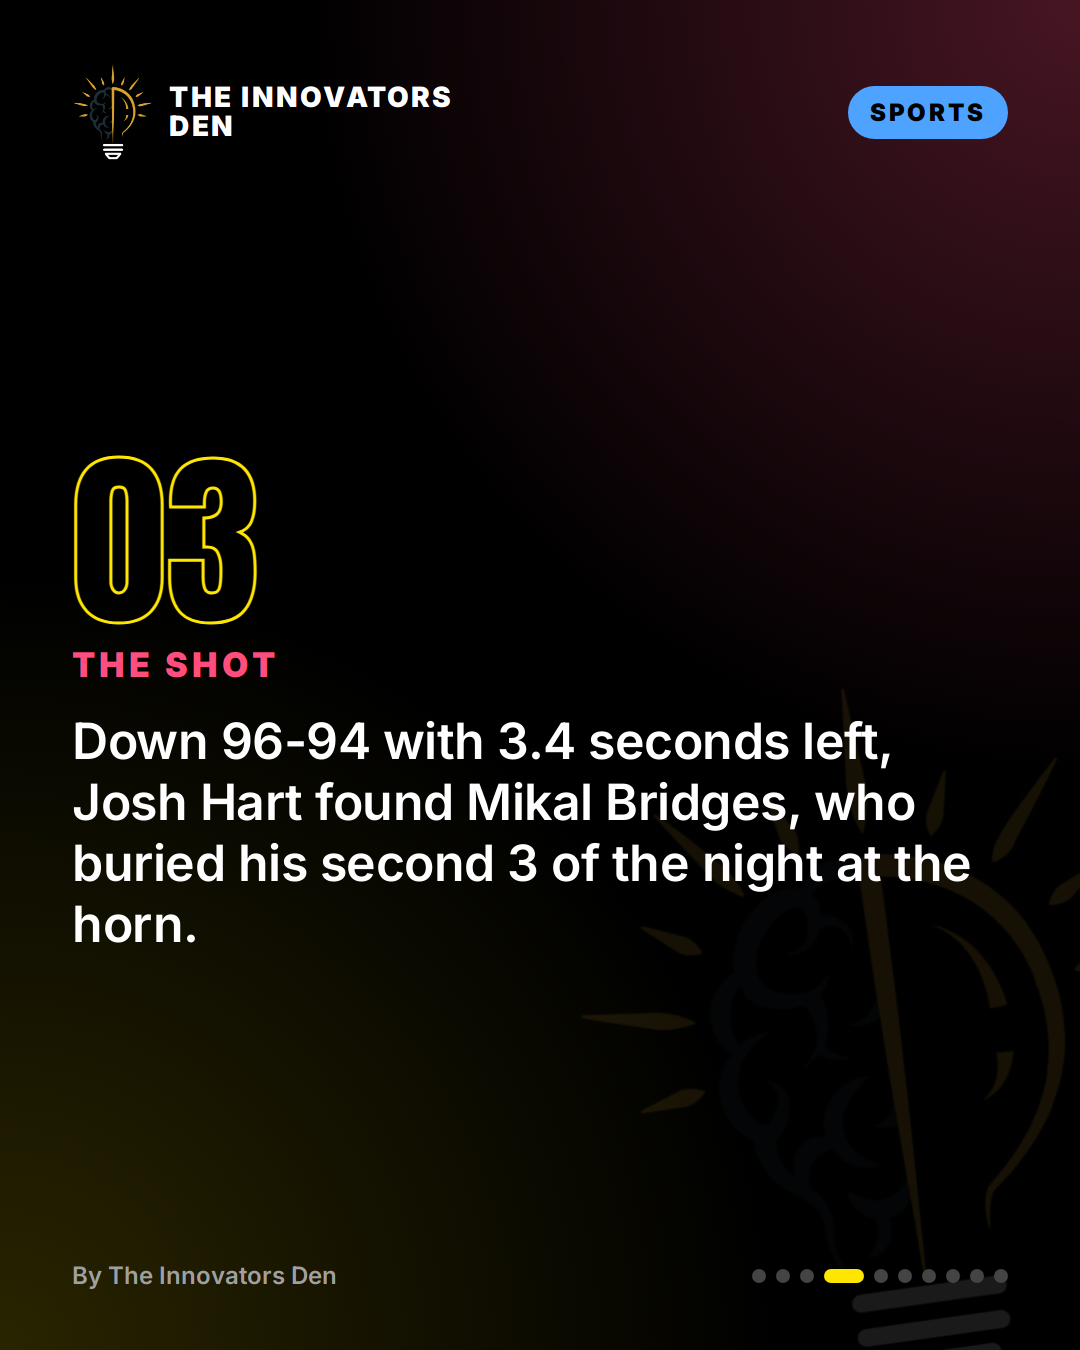 THE INNOVATORS
DEN
SPORTS
03
THE SHOT
Down 96-94 with 3.4 seconds left,
Josh Hart found Mikal Bridges, who
buried his second 3 of the night at the
horn.
By The Innovators Den